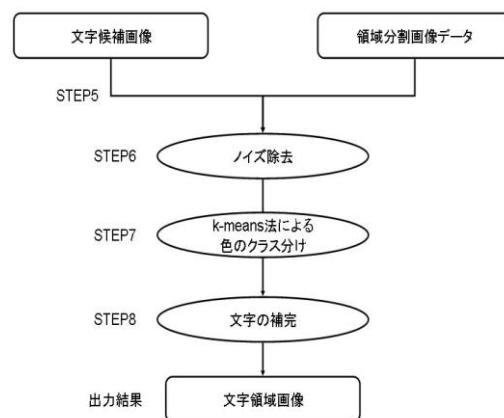 文字候補画像
領域分割画像データ
STEP5
STEP6
ノイズ除去
STEP7
k-means法による
色のクラス分け
STEP8
文字の補完
出力結果
文字領域画像